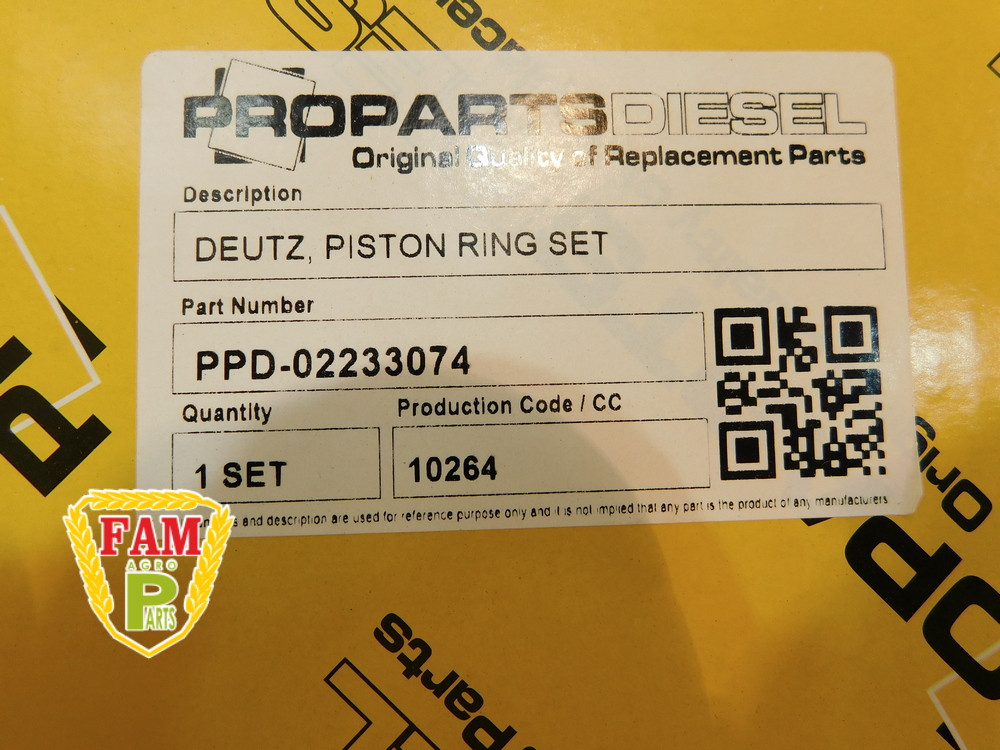 PROPARTSDIESEL
Original Quality of Replacement Parts
Description
DEUTZ, PISTON RING SET
Part Number
PPD-02233074
Quantity
Production Code / CC
1 SET
10264
and description are used for reference purpose only and it is not implied that any part is the product of any manufacturers
FAM
AGRO
PARTS